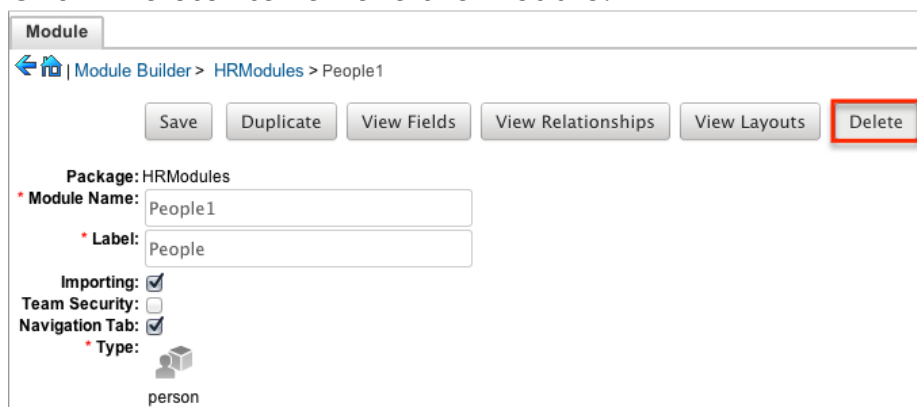 Module
| Module Builder > HRModules > People1
Save Duplicate View Fields View Relationships View Layouts Delete
Package: HRModules
* Module Name: People1
* Label: People
Importing:
Team Security:
Navigation Tab:
* Type:
person